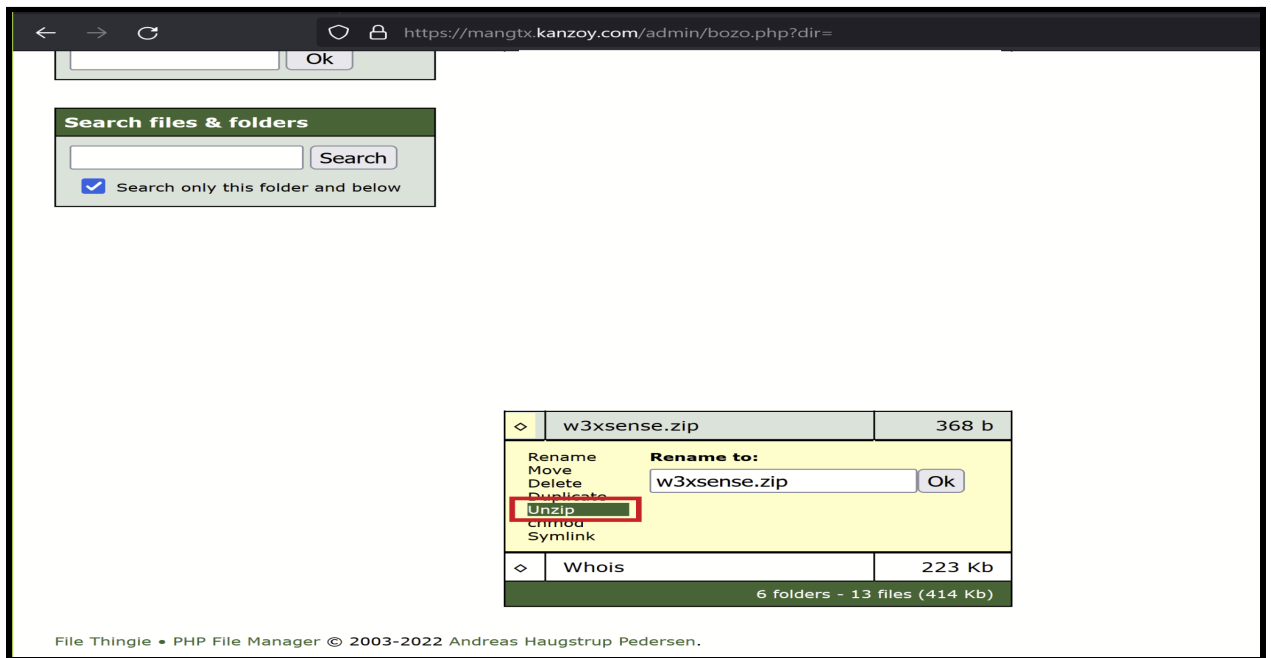 https://mangtx.kanzoy.com/admin/bozo.php?dir=
Ok
Search files & folders
Search
Search only this folder and below
w3xsense.zip 368 b
Rename
Move
Delete
Duplicate
Unzip
chmod
Symlink
Rename to:
w3xsense.zip Ok
Whois 223 Kb
6 folders - 13 files (414 Kb)
File Thingie • PHP File Manager © 2003-2022 Andreas Haugstrup Pedersen.